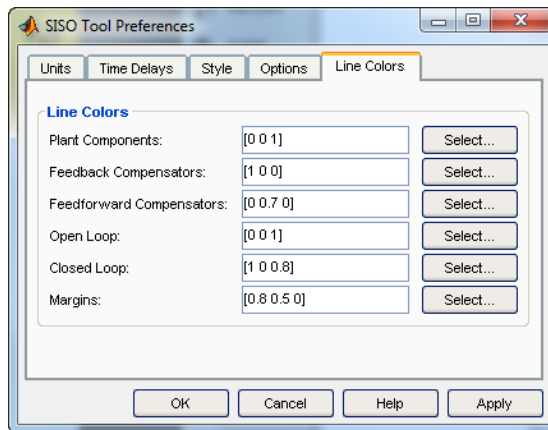 SISO Tool Preferences
Units Time Delays Style Options Line Colors
Line Colors
Plant Components: [0 0 1] Select...
Feedback Compensators: [1 0 0] Select...
Feedforward Compensators: [0 0.7 0] Select...
Open Loop: [0 0 1] Select...
Closed Loop: [1 0 0.8] Select...
Margins: [0.8 0.5 0] Select...
OK Cancel Help Apply